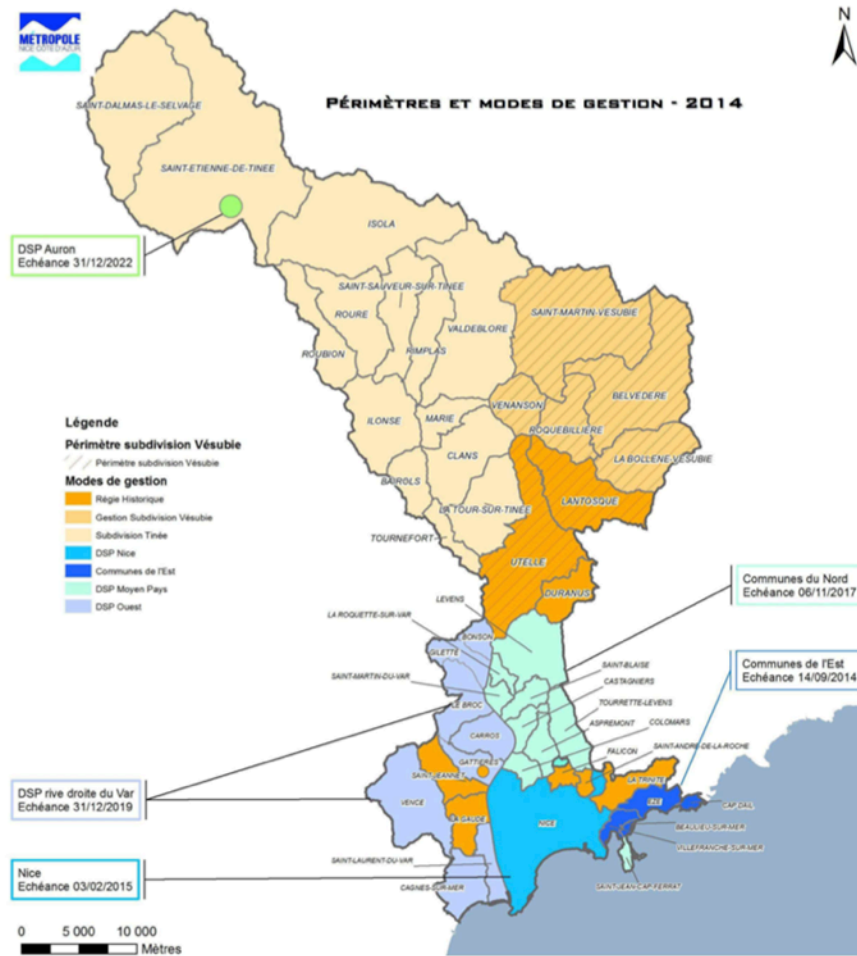 MÉTROPOLE
NICE CÔTE D'AZUR
N
PÉRIMÈTRES ET MODES DE GESTION - 2014
SAINT-DALMAS-LE-SELVAGE
SAINT-ETIENNE-DE-TINEE
ISOLA
DSP Auron
Echéance 31/12/2022
SAINT-SAUVEUR-SUR-TINEE
ROURE
SAINT-MARTIN-VESUBIE
VALDEBLORE
ROUBION
RIMPLAS
VENANSON
BELVEDERE
ILONSE
MARIE
ROQUEBILLIERE
CLANS
LA BOLLENE-VESUBIE
BAIROLS
LANTOSQUE
LA TOUR-SUR-TINEE
TOURNEFORT
UTELLE
DURANUS
Légende
Périmètre subdivision Vésubie
Périmètre subdivision Vésubie
Modes de gestion
Régie Historique
Gestion Subdivision Vésubie
Subdivision Tinée
DSP Nice
Communes de l'Est
DSP Moyen Pays
DSP Ouest
Communes du Nord
Echéance 06/11/2017
LEVENS
LA ROQUETTE-SUR-VAR
BONSON
GILETTE
SAINT-BLAISE
SAINT-MARTIN-DU-VAR
CASTAGNIERS
Communes de l'Est
Echéance 14/09/2014
LE BROC
TOURRETTE-LEVENS
COLOMARS
ASPREMONT
CARROS
SAINT-ANDRE-DE-LA-ROCHE
FALICON
GATTIERES
SAINT-JEANNET
LA TRINITE
DSP rive droite du Var
Echéance 31/12/2019
VENCE
EZE
CAP D'AIL
LA GAUDE
NICE
BEAULIEU-SUR-MER
VILLEFRANCHE-SUR-MER
SAINT-LAURENT-DU-VAR
Nice
Echéance 03/02/2015
CAGNES-SUR-MER
SAINT-JEAN-CAP-FERRAT
0 5 000 10 000
Mètres